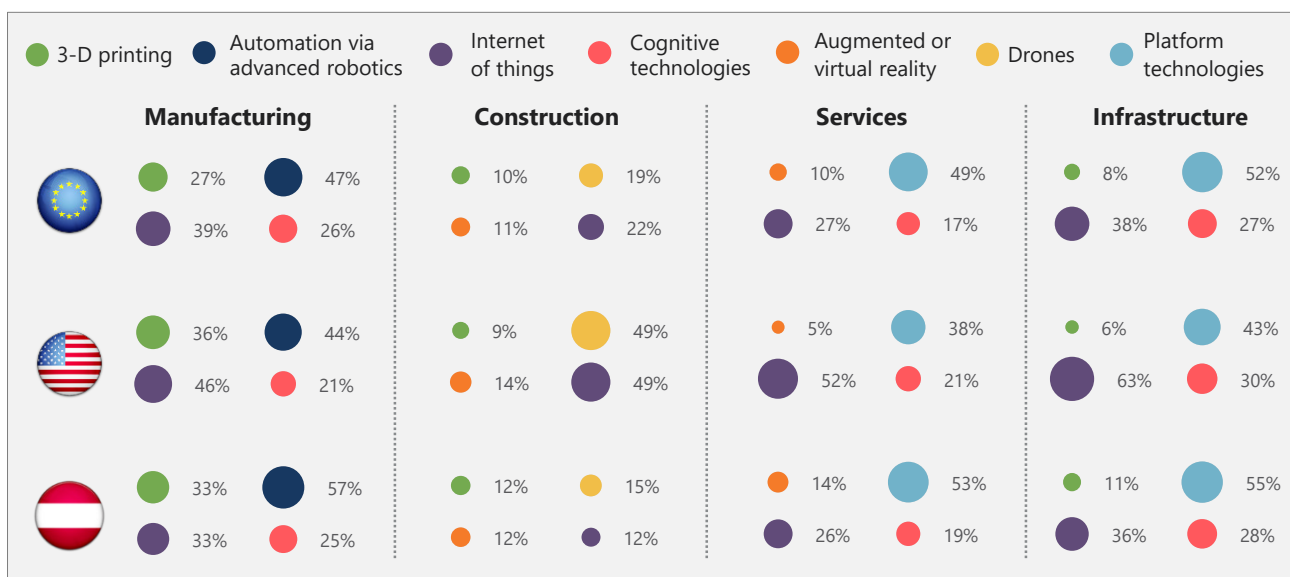 3-D printing
Automation via
advanced robotics
Internet
of things
Cognitive
technologies
Augmented or
virtual reality
Drones
Platform
technologies
Manufacturing Construction Services Infrastructure
27% 47% 10% 19% 10% 49% 8% 52%
39% 26% 11% 22% 27% 17% 38% 27%
36% 44% 9% 49% 5% 38% 6% 43%
46% 21% 14% 49% 52% 21% 63% 30%
33% 57% 12% 15% 14% 53% 11% 55%
33% 25% 12% 12% 26% 19% 36% 28%